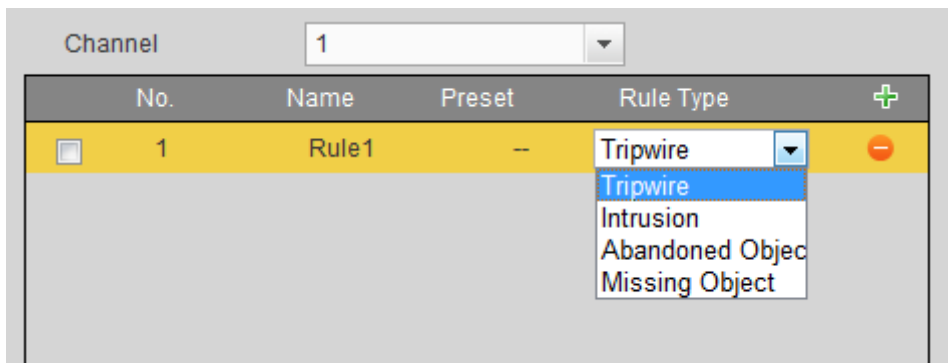 Channel 1
No. Name Preset Rule Type
1 Rule1 -- Tripwire
Tripwire
Intrusion
Abandoned Objec
Missing Object